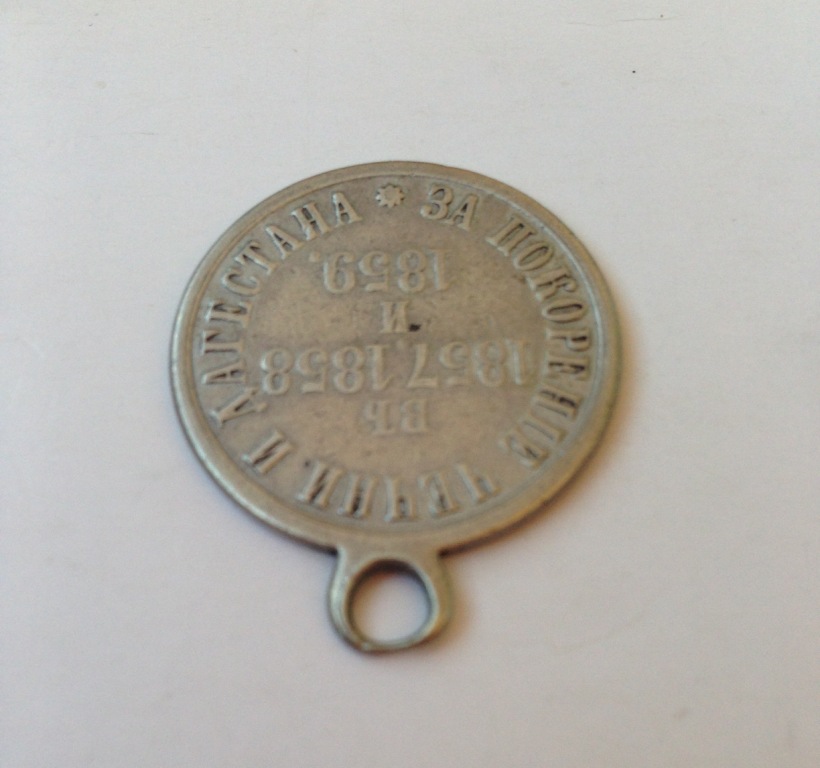 ЗА ПОКОРЕНІЕ ЧЕЧНИ И ДАГЕСТАНА
ВЪ
1857, 1858
И
1859.